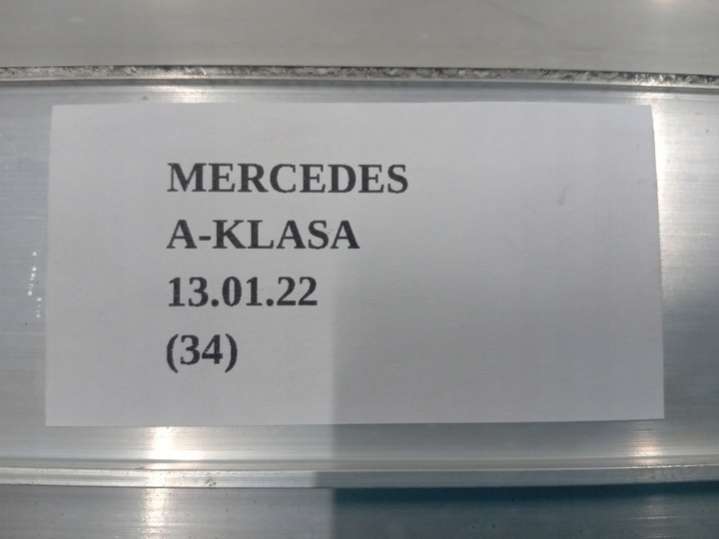 MERCEDES
A-KLASA
13.01.22
(34)